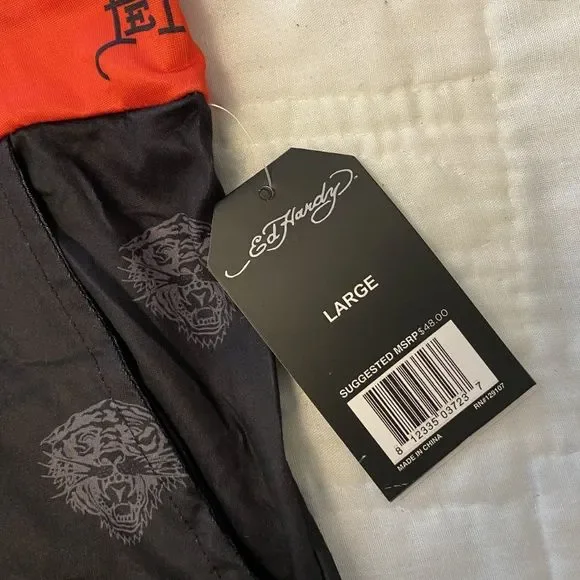 Ed Hardy
LARGE
SUGGESTED MSRP $48.00
8 12335 03723 7
MADE IN CHINA
RN#129107